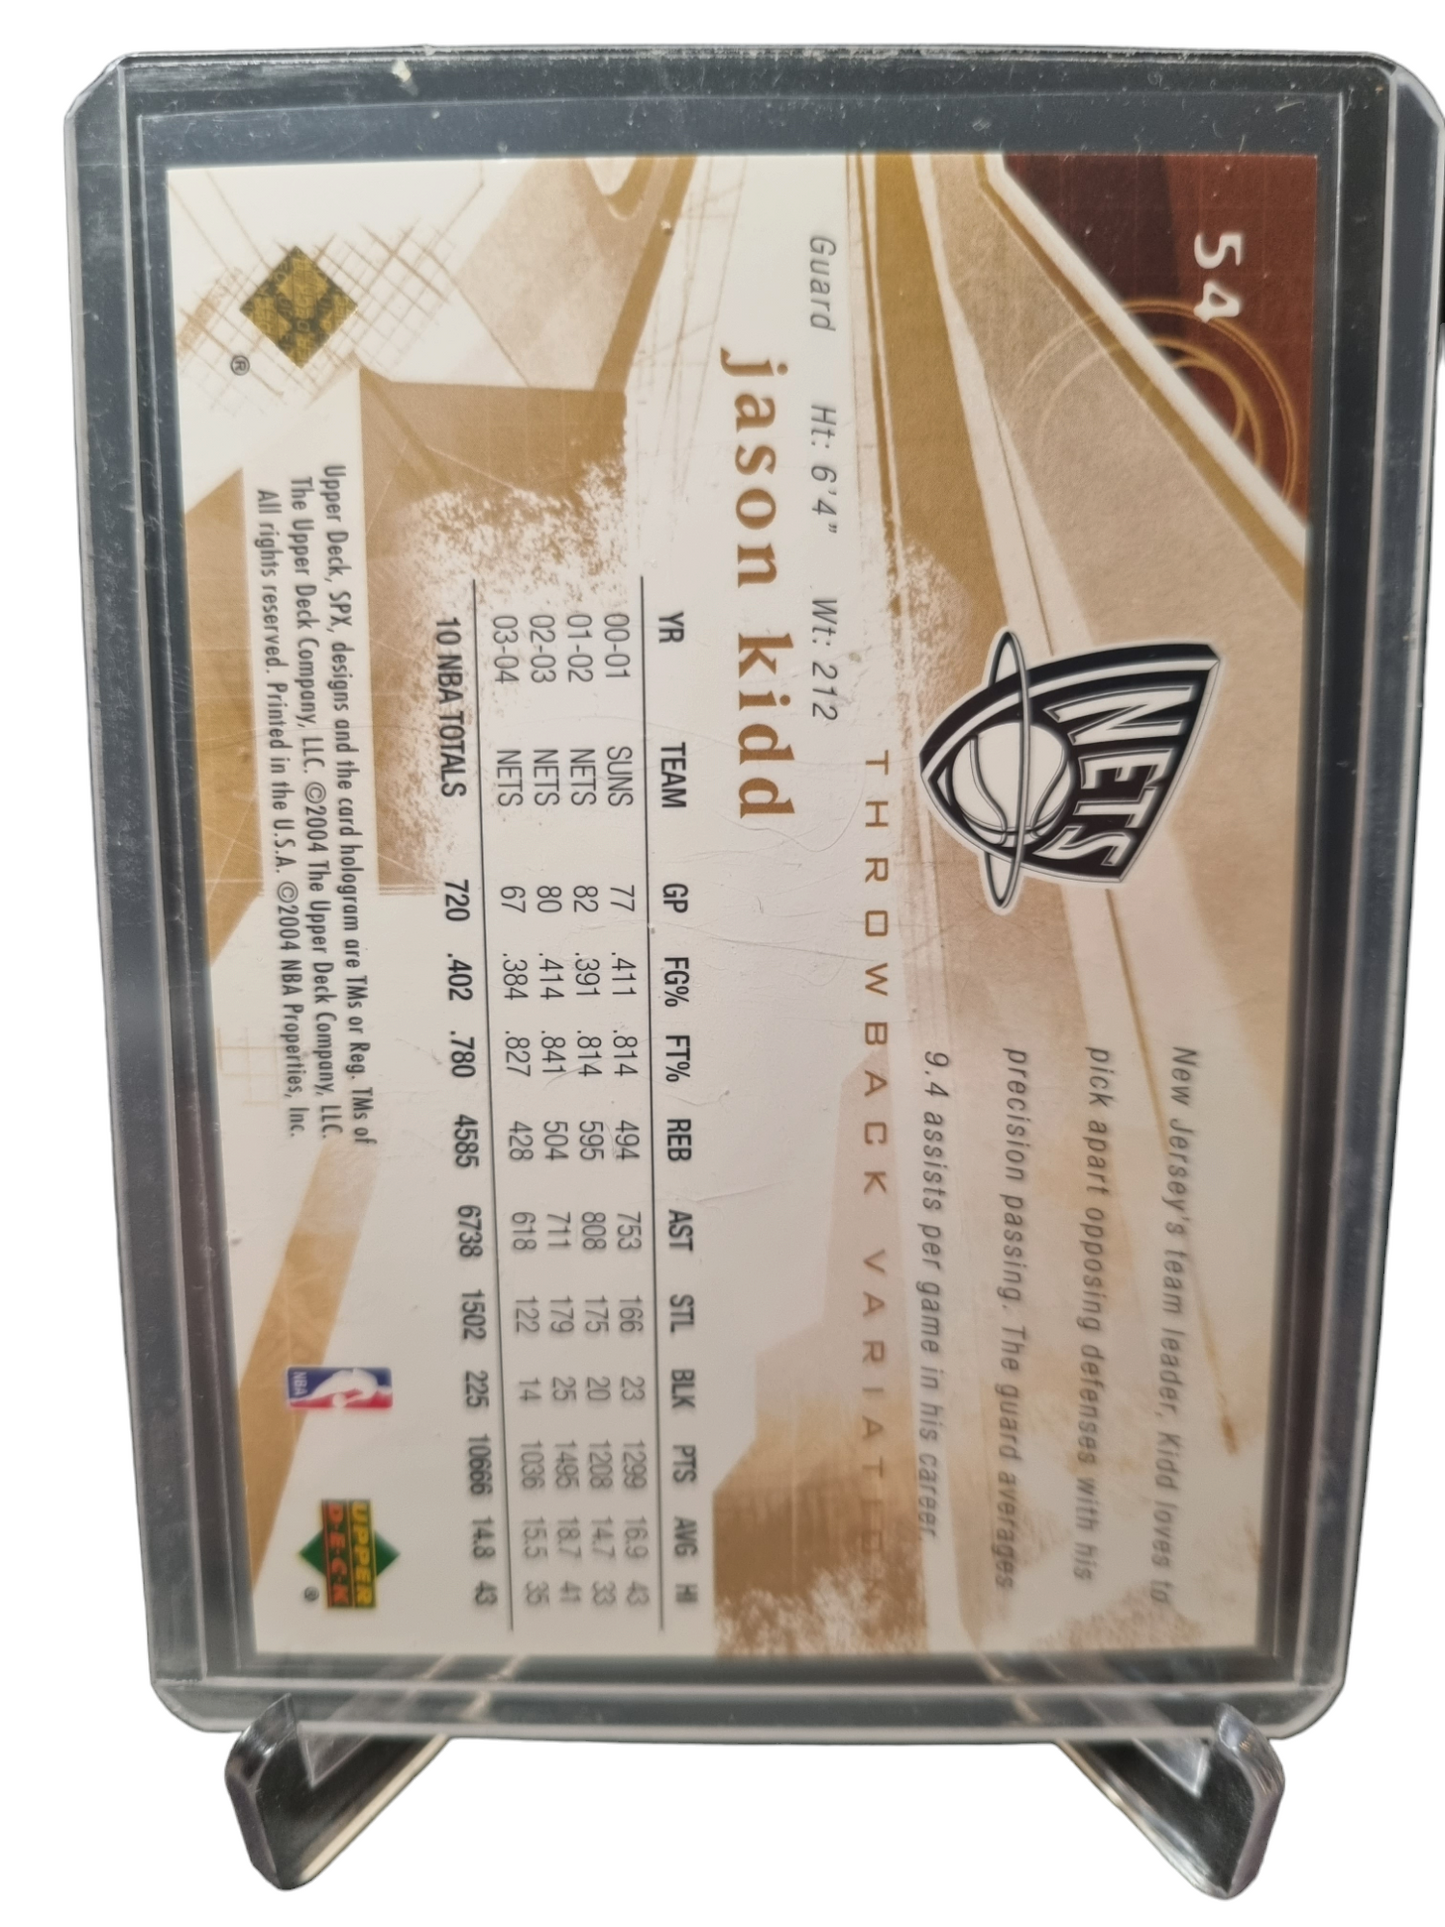 54
NETS
New Jersey's team leader, Kidd loves to
pick apart opposing defenses with his
precision passing. The guard averages
9.4 assists per game in his career.
THROWBACK VARIATION
Guard Ht: 6'4" Wt: 212
jason kidd
YR TEAM GP FG% FT% REB AST STL BLK PTS AVG HI
00-01 SUNS 77 .411 .814 494 753 166 23 1299 16.9 43
01-02 NETS 82 .391 .814 595 808 175 20 1208 14.7 33
02-03 NETS 80 .414 .841 504 711 179 25 1495 18.7 41
03-04 NETS 67 .384 .827 428 618 122 14 1036 15.5 35
10 NBA TOTALS 720 .402 .780 4585 6738 1502 225 10666 14.8 43
Upper Deck, SPX, designs and the card hologram are TMs or Reg. TMs of
The Upper Deck Company, LLC. ©2004 The Upper Deck Company, LLC.
All rights reserved. Printed in the U.S.A. ©2004 NBA Properties, Inc.
®
NBA
UPPER
DECK
®